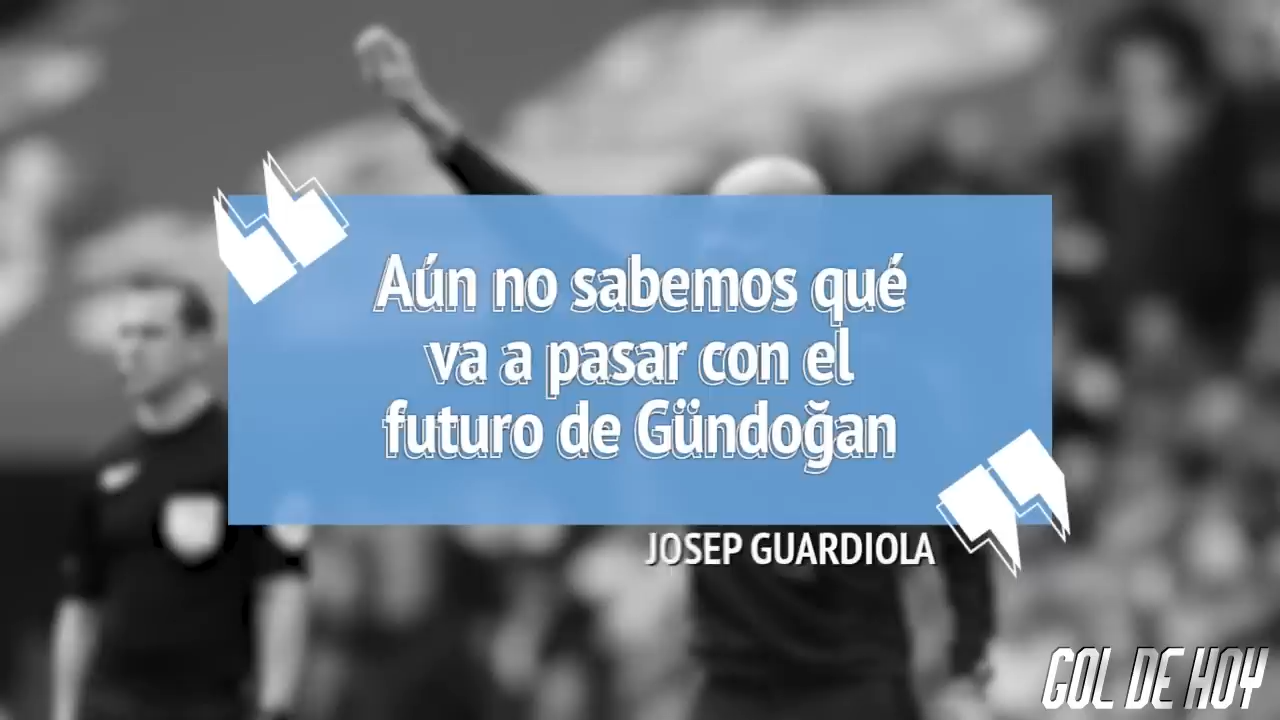 Aún no sabemos qué
va a pasar con el
futuro de Gündoğan
JOSEP GUARDIOLA
GOL DE HOY